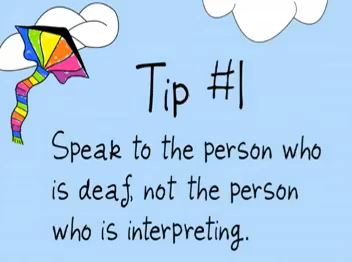 Tip #1
Speak to the person who
is deaf, not the person
who is interpreting.